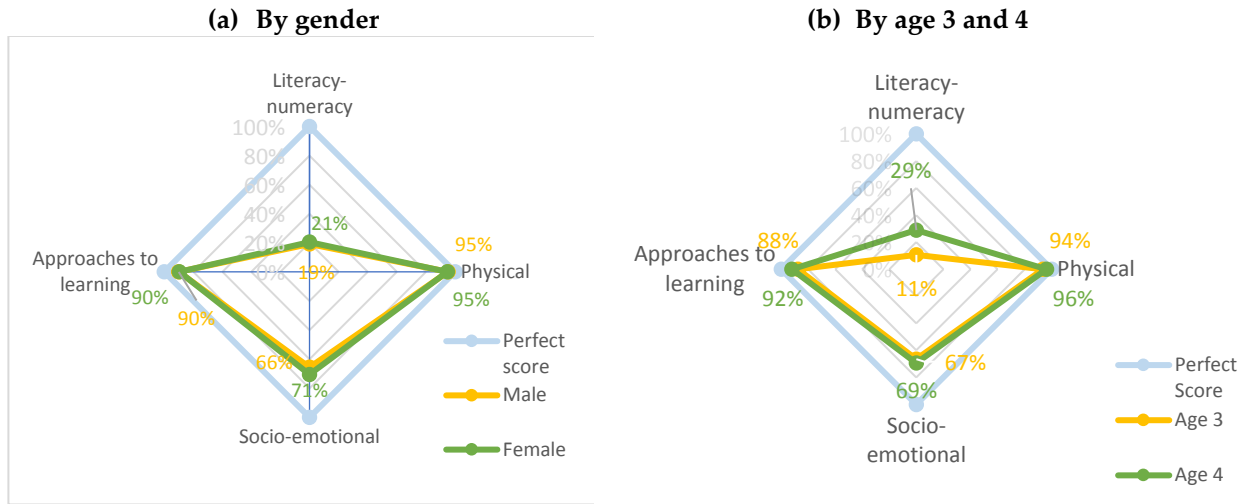 (a) By gender
Literacy-
numeracy
100%
80%
60%
40%
20%
0%
21%
19%
95%
Physical
95%
Approaches to
learning
90%
90%
66%
71%
Socio-emotional
Perfect
score
Male
Female
(b) By age 3 and 4
Literacy-
numeracy
100%
80%
60%
40%
20%
0%
29%
11%
94%
Physical
96%
88%
Approaches to
learning
92%
67%
69%
Socio-
emotional
Perfect
Score
Age 3
Age 4